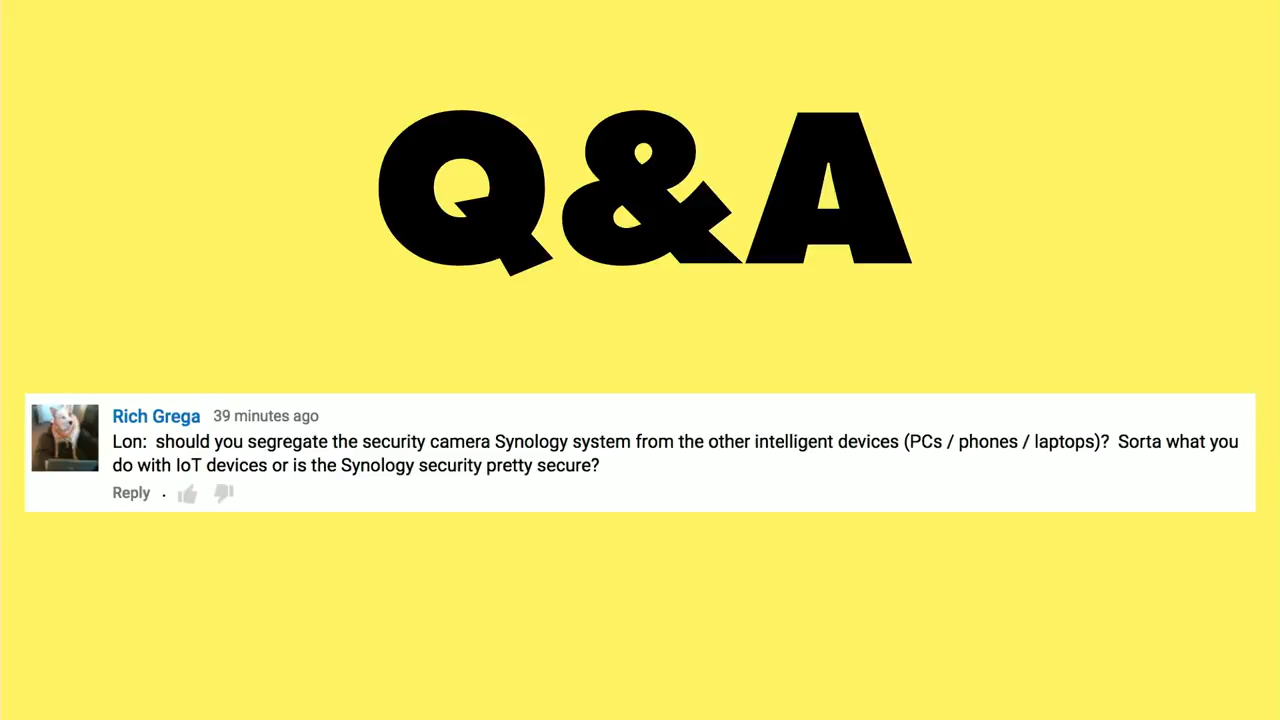 Q&A
Rich Grega 39 minutes ago
Lon: should you segregate the security camera Synology system from the other intelligent devices (PCs / phones / laptops)? Sorta what you
do with IoT devices or is the Synology security pretty secure?
Reply .